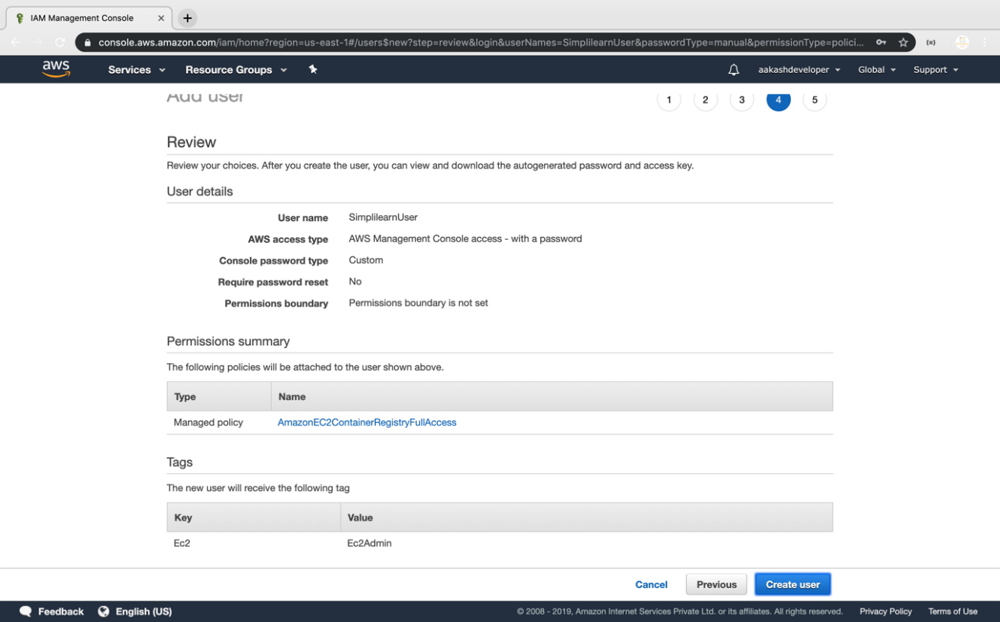 IAM Management Console
console.aws.amazon.com/iam/home?region=us-east-1#/users$new?step=review&login&userNames=SimplilearnUser&passwordType=manual&permissionType=polici...
aws Services Resource Groups aakashdeveloper Global Support
Add user 1 2 3 4 5
Review
Review your choices. After you create the user, you can view and download the autogenerated password and access key.
User details
User name SimplilearnUser
AWS access type AWS Management Console access - with a password
Console password type Custom
Require password reset No
Permissions boundary Permissions boundary is not set
Permissions summary
The following policies will be attached to the user shown above.
Type Name
Managed policy AmazonEC2ContainerRegistryFullAccess
Tags
The new user will receive the following tag
Key Value
Ec2 Ec2Admin
Cancel Previous Create user
Feedback English (US) © 2008 - 2019, Amazon Internet Services Private Ltd. or its affiliates. All rights reserved. Privacy Policy Terms of Use